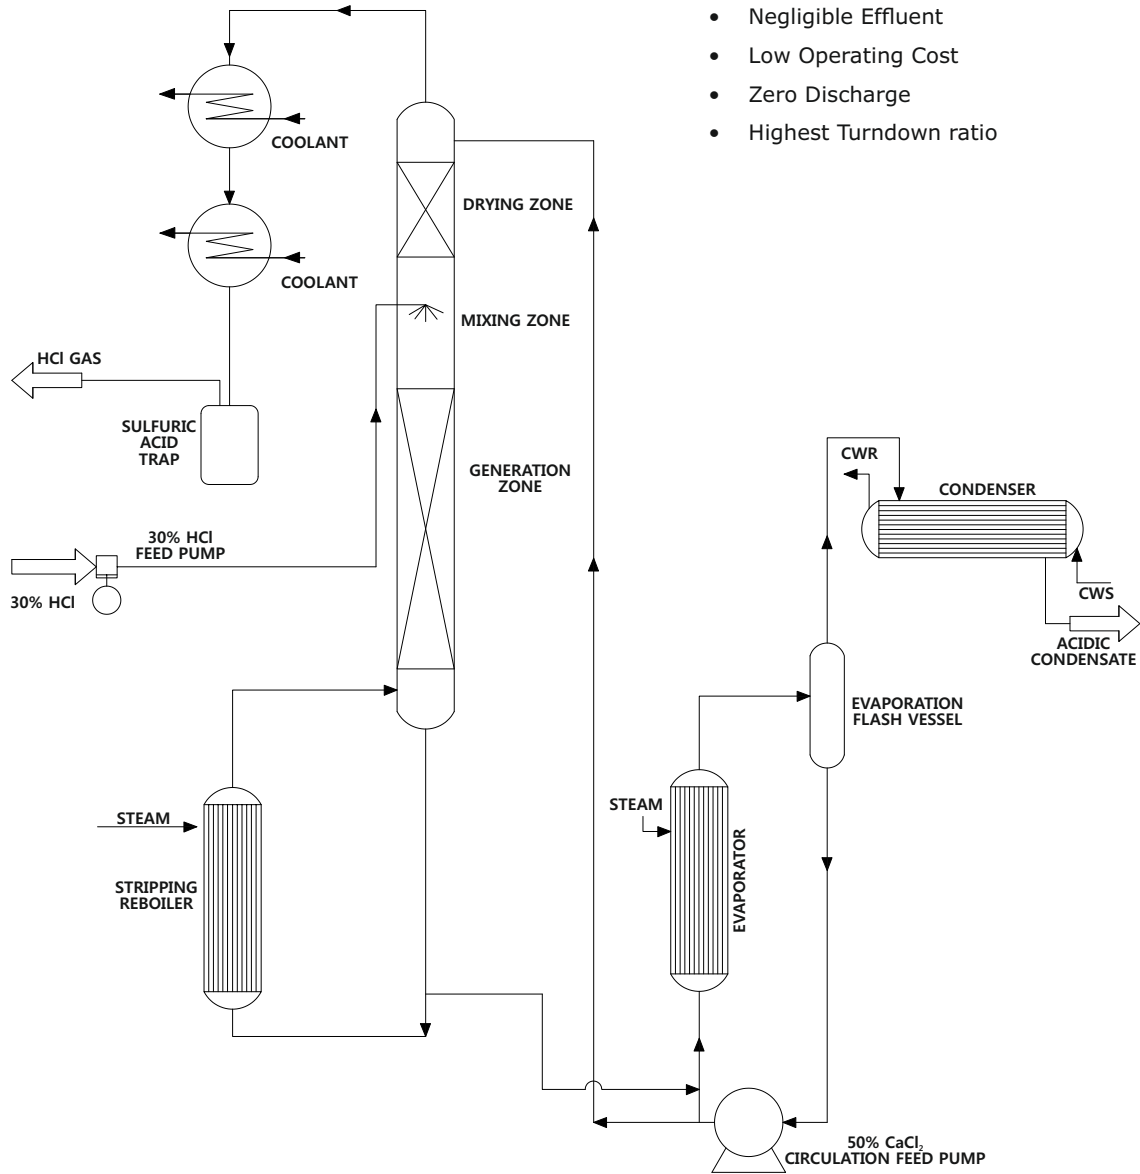 • Negligible Effluent
• Low Operating Cost
• Zero Discharge
• Highest Turndown ratio
COOLANT
DRYING ZONE
COOLANT
MIXING ZONE
HCl GAS
SULFURIC
ACID
TRAP
GENERATION
ZONE
CWR
CONDENSER
30% HCl
FEED PUMP
30% HCl
CWS
ACIDIC
CONDENSATE
EVAPORATION
FLASH VESSEL
STEAM
STEAM
STRIPPING
REBOILER
EVAPORATOR
50% CaCl₂
CIRCULATION FEED PUMP